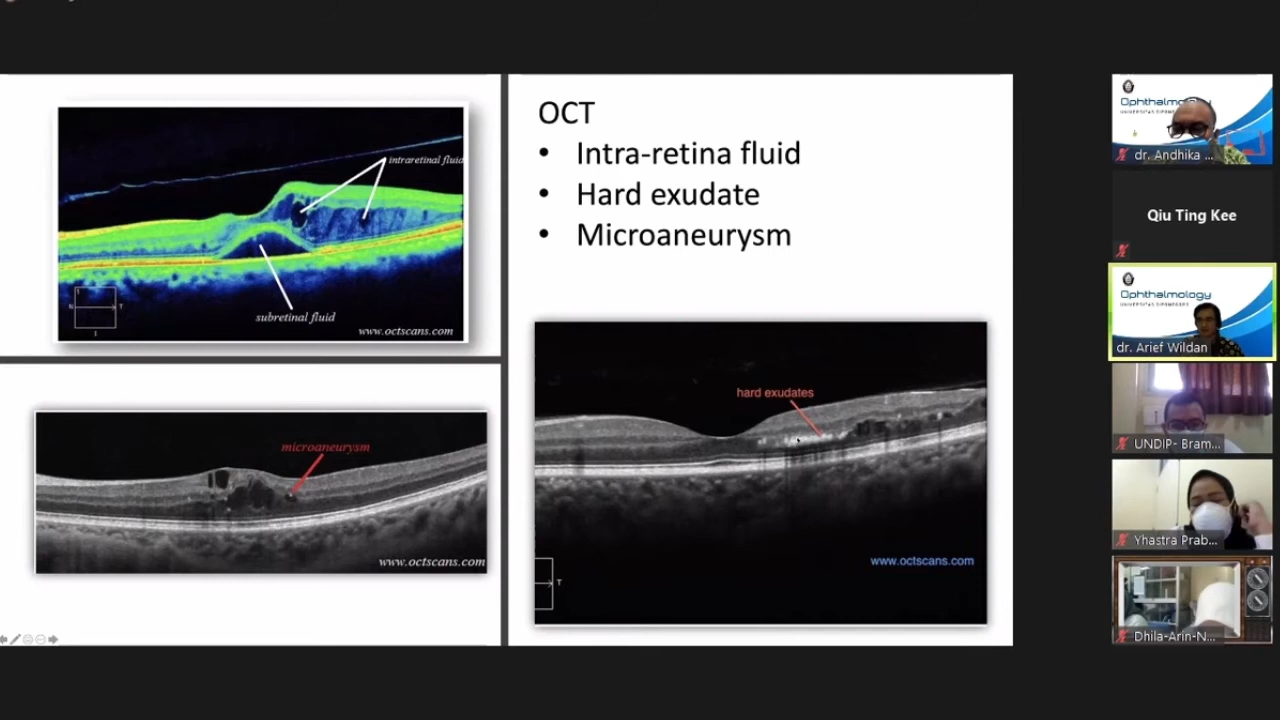 intraretinal fluid
subretinal fluid
www.octscans.com
microaneurysm
www.octscans.com
OCT
• Intra-retina fluid
• Hard exudate
• Microaneurysm
hard exudates
www.octscans.com
T
N T
I
Ophthalmology
dr. Andhika ...
Qiu Ting Kee
Ophthalmology
UNIVERSITAS DIPONEGORO
dr. Arief Wildan
UNDIP- Bram...
Yhastra Prab...
Dhila-Arin-N...